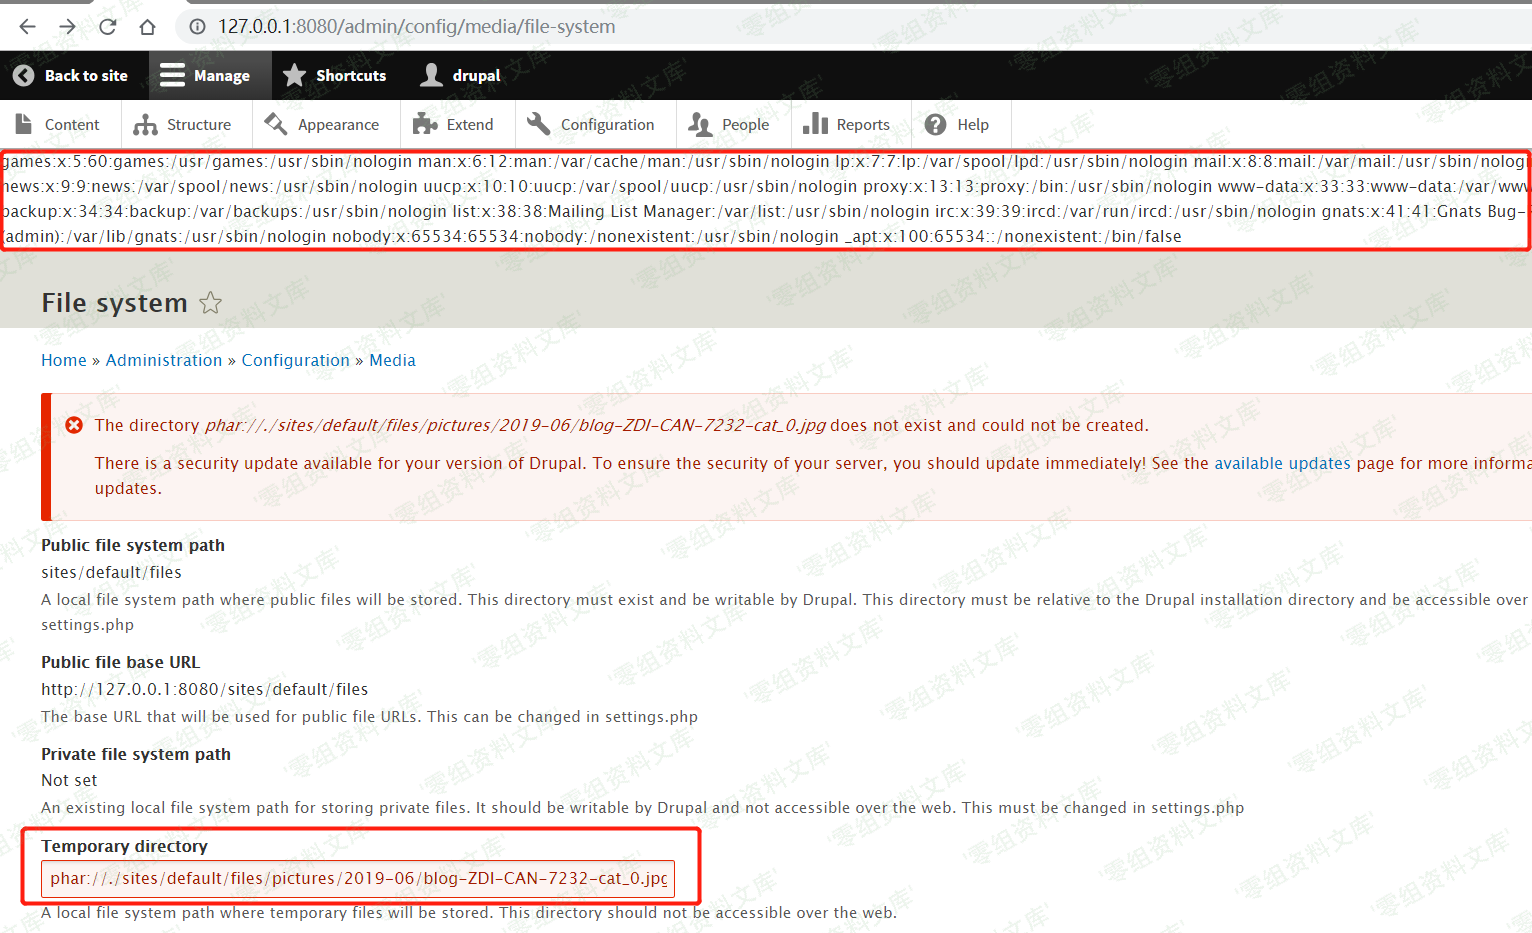 127.0.0.1:8080/admin/config/media/file-system
Back to site Manage Shortcuts drupal
Content Structure Appearance Extend Configuration People Reports Help
games:x:5:60:games:/usr/games:/usr/sbin/nologin man:x:6:12:man:/var/cache/man:/usr/sbin/nologin lp:x:7:7:lp:/var/spool/lpd:/usr/sbin/nologin mail:x:8:8:mail:/var/mail:/usr/sbin/nologi
news:x:9:9:news:/var/spool/news:/usr/sbin/nologin uucp:x:10:10:uucp:/var/spool/uucp:/usr/sbin/nologin proxy:x:13:13:proxy:/bin:/usr/sbin/nologin www-data:x:33:33:www-data:/var/www
backup:x:34:34:backup:/var/backups:/usr/sbin/nologin list:x:38:38:Mailing List Manager:/var/list:/usr/sbin/nologin irc:x:39:39:ircd:/var/run/ircd:/usr/sbin/nologin gnats:x:41:41:Gnats Bug-
(admin):/var/lib/gnats:/usr/sbin/nologin nobody:x:65534:65534:nobody:/nonexistent:/usr/sbin/nologin _apt:x:100:65534::/nonexistent:/bin/false
File system
Home » Administration » Configuration » Media
The directory phar://./sites/default/files/pictures/2019-06/blog-ZDI-CAN-7232-cat_0.jpg does not exist and could not be created.
There is a security update available for your version of Drupal. To ensure the security of your server, you should update immediately! See the available updates page for more informa
updates.
Public file system path
sites/default/files
A local file system path where public files will be stored. This directory must exist and be writable by Drupal. This directory must be relative to the Drupal installation directory and be accessible over
settings.php
Public file base URL
http://127.0.0.1:8080/sites/default/files
The base URL that will be used for public file URLs. This can be changed in settings.php
Private file system path
Not set
An existing local file system path for storing private files. It should be writable by Drupal and not accessible over the web. This must be changed in settings.php
Temporary directory
phar://./sites/default/files/pictures/2019-06/blog-ZDI-CAN-7232-cat_0.jpg
A local file system path where temporary files will be stored. This directory should not be accessible over the web.
'零组资料文库'